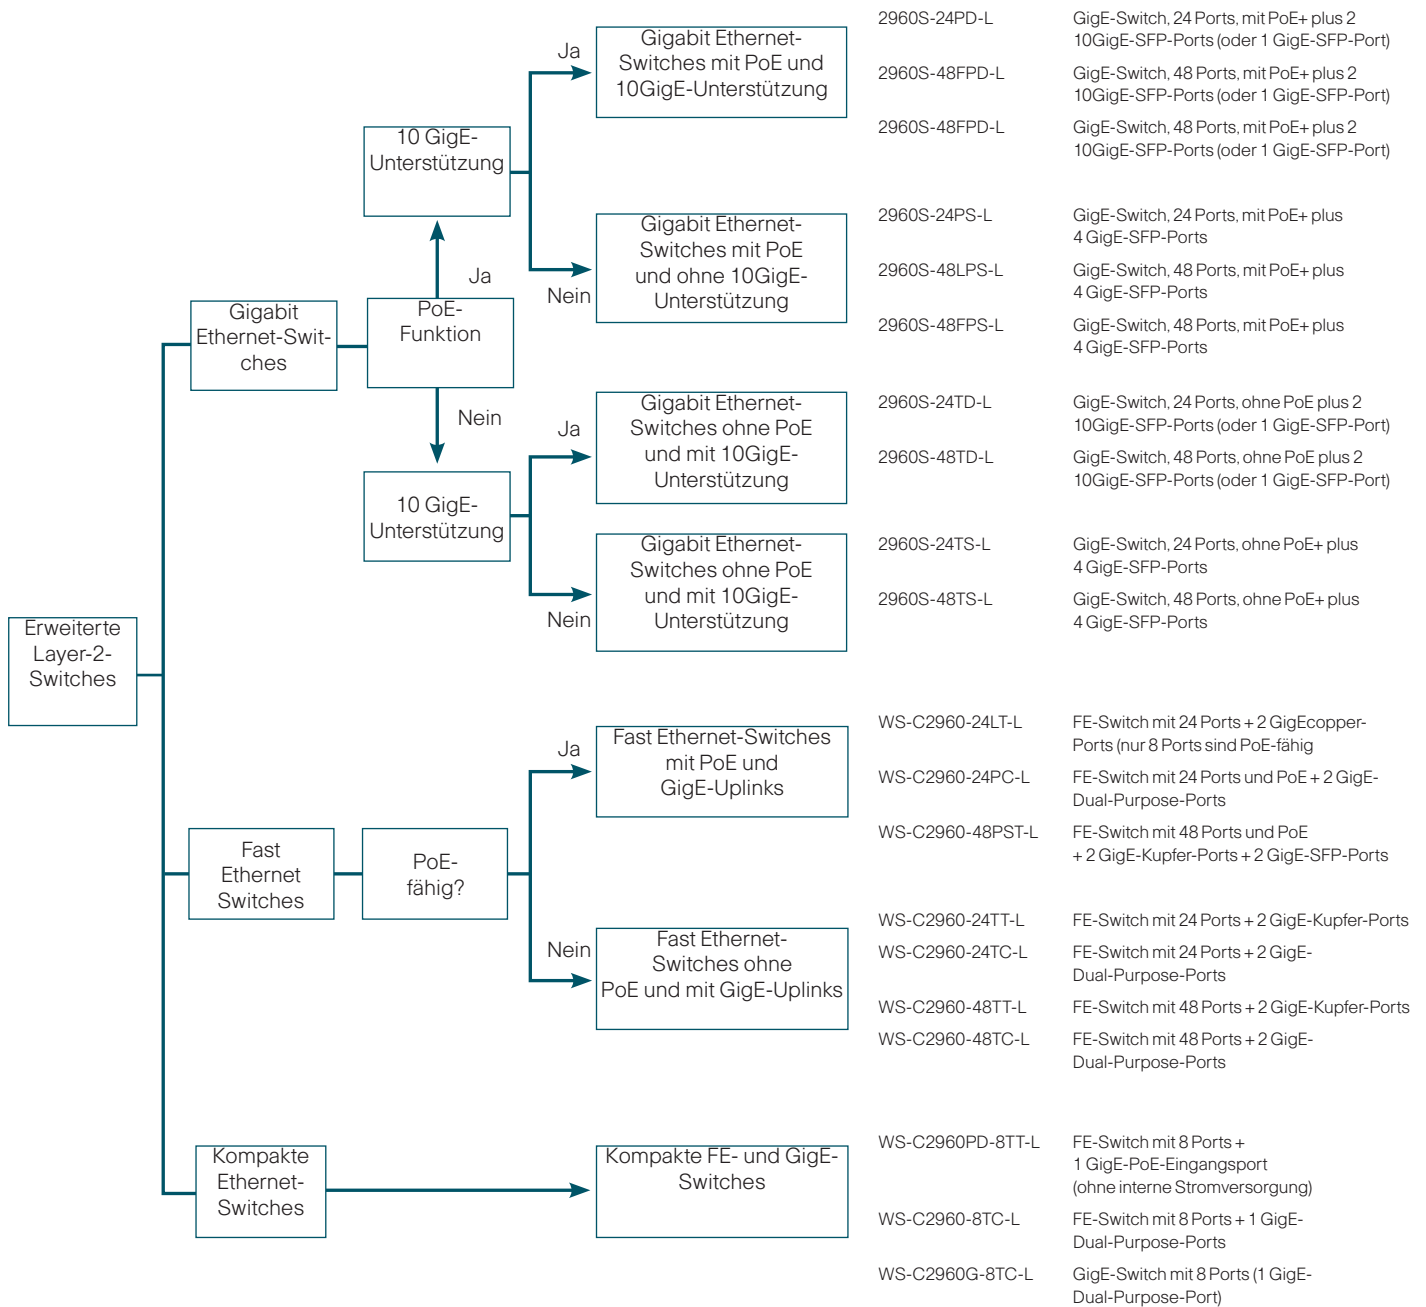 2960S-24PD-L GigE-Switch, 24 Ports, mit PoE+ plus 2
10GigE-SFP-Ports (oder 1 GigE-SFP-Port)
Ja
Gigabit Ethernet-
Switches mit PoE und
10GigE-Unterstützung
2960S-48FPD-L GigE-Switch, 48 Ports, mit PoE+ plus 2
10GigE-SFP-Ports (oder 1 GigE-SFP-Port)
2960S-48FPD-L GigE-Switch, 48 Ports, mit PoE+ plus 2
10GigE-SFP-Ports (oder 1 GigE-SFP-Port)
10 GigE-
Unterstützung
Nein
Gigabit Ethernet-
Switches mit PoE
und ohne 10GigE-
Unterstützung
2960S-24PS-L GigE-Switch, 24 Ports, mit PoE+ plus
4 GigE-SFP-Ports
2960S-48LPS-L GigE-Switch, 48 Ports, mit PoE+ plus
4 GigE-SFP-Ports
2960S-48FPS-L GigE-Switch, 48 Ports, mit PoE+ plus
4 GigE-SFP-Ports
Ja
Gigabit
Ethernet-Swit-
ches
PoE-
Funktion
Nein
Ja
Gigabit Ethernet-
Switches ohne PoE
und mit 10GigE-
Unterstützung
2960S-24TD-L GigE-Switch, 24 Ports, ohne PoE plus 2
10GigE-SFP-Ports (oder 1 GigE-SFP-Port)
2960S-48TD-L GigE-Switch, 48 Ports, ohne PoE plus 2
10GigE-SFP-Ports (oder 1 GigE-SFP-Port)
10 GigE-
Unterstützung
Nein
Gigabit Ethernet-
Switches ohne PoE
und mit 10GigE-
Unterstützung
2960S-24TS-L GigE-Switch, 24 Ports, ohne PoE+ plus
4 GigE-SFP-Ports
2960S-48TS-L GigE-Switch, 48 Ports, ohne PoE+ plus
4 GigE-SFP-Ports
Erweiterte
Layer-2-
Switches
Ja
Fast Ethernet-Switches
mit PoE und
GigE-Uplinks
WS-C2960-24LT-L FE-Switch mit 24 Ports + 2 GigEcopper-
Ports (nur 8 Ports sind PoE-fähig
WS-C2960-24PC-L FE-Switch mit 24 Ports und PoE + 2 GigE-
Dual-Purpose-Ports
WS-C2960-48PST-L FE-Switch mit 48 Ports und PoE
+ 2 GigE-Kupfer-Ports + 2 GigE-SFP-Ports
Fast
Ethernet
Switches
PoE-
fähig?
Nein
Fast Ethernet-
Switches ohne
PoE und mit GigE-Uplinks
WS-C2960-24TT-L FE-Switch mit 24 Ports + 2 GigE-Kupfer-Ports
WS-C2960-24TC-L FE-Switch mit 24 Ports + 2 GigE-
Dual-Purpose-Ports
WS-C2960-48TT-L FE-Switch mit 48 Ports + 2 GigE-Kupfer-Ports
WS-C2960-48TC-L FE-Switch mit 48 Ports + 2 GigE-
Dual-Purpose-Ports
Kompakte
Ethernet-
Switches
Kompakte FE- und GigE-
Switches
WS-C2960PD-8TT-L FE-Switch mit 8 Ports +
1 GigE-PoE-Eingangsport
(ohne interne Stromversorgung)
WS-C2960-8TC-L FE-Switch mit 8 Ports + 1 GigE-
Dual-Purpose-Ports
WS-C2960G-8TC-L GigE-Switch mit 8 Ports (1 GigE-
Dual-Purpose-Port)